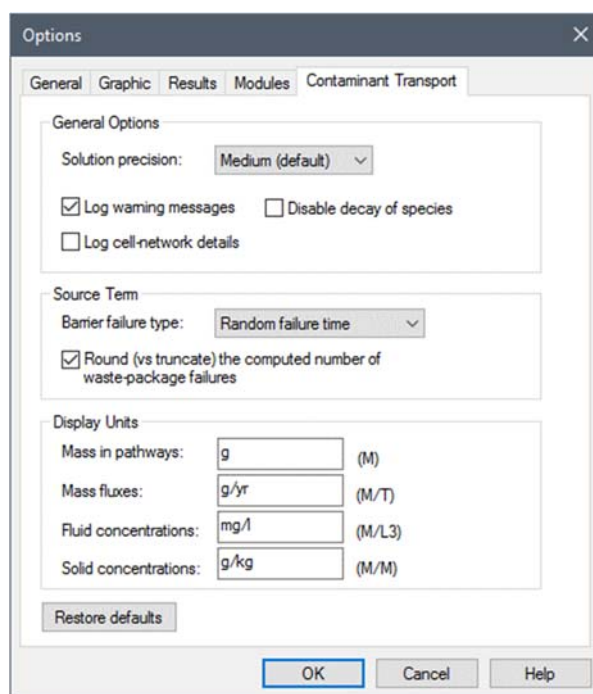 Options
General Graphic Results Modules Contaminant Transport
General Options
Solution precision: Medium (default)
Log warning messages Disable decay of species
Log cell-network details
Source Term
Barrier failure type: Random failure time
Round (vs truncate) the computed number of
waste-package failures
Display Units
Mass in pathways: g (M)
Mass fluxes: g/yr (M/T)
Fluid concentrations: mg/l (M/L3)
Solid concentrations: g/kg (M/M)
Restore defaults
OK Cancel Help